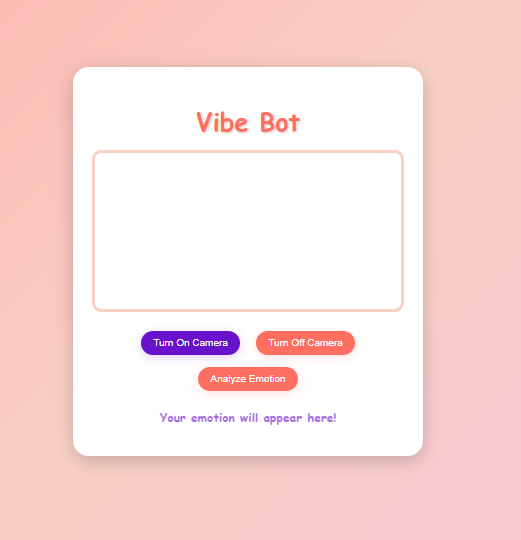 Vibe Bot
Turn On Camera Turn Off Camera
Analyze Emotion
Your emotion will appear here!